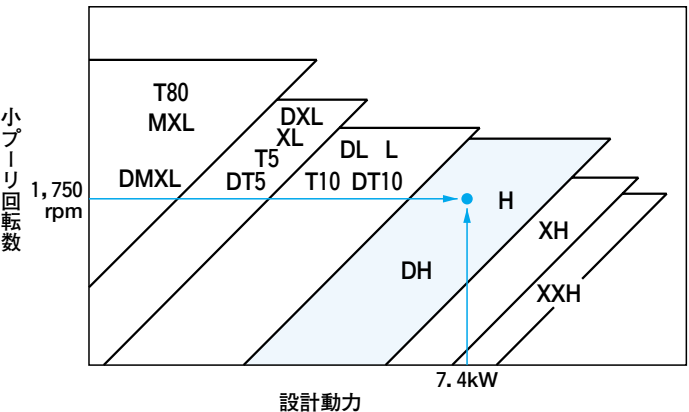 T80
MXL
DMXL
DXL
XL
T5
DT5
DL L
T10 DT10
H
DH
XH
XXH
小プーリ回転数
1,750
rpm
7.4kW
設計動力